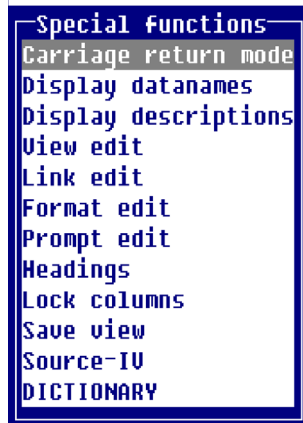 Special functions
Carriage return mode
Display datanames
Display descriptions
View edit
Link edit
Format edit
Prompt edit
Headings
Lock columns
Save view
Source-IV
DICTIONARY